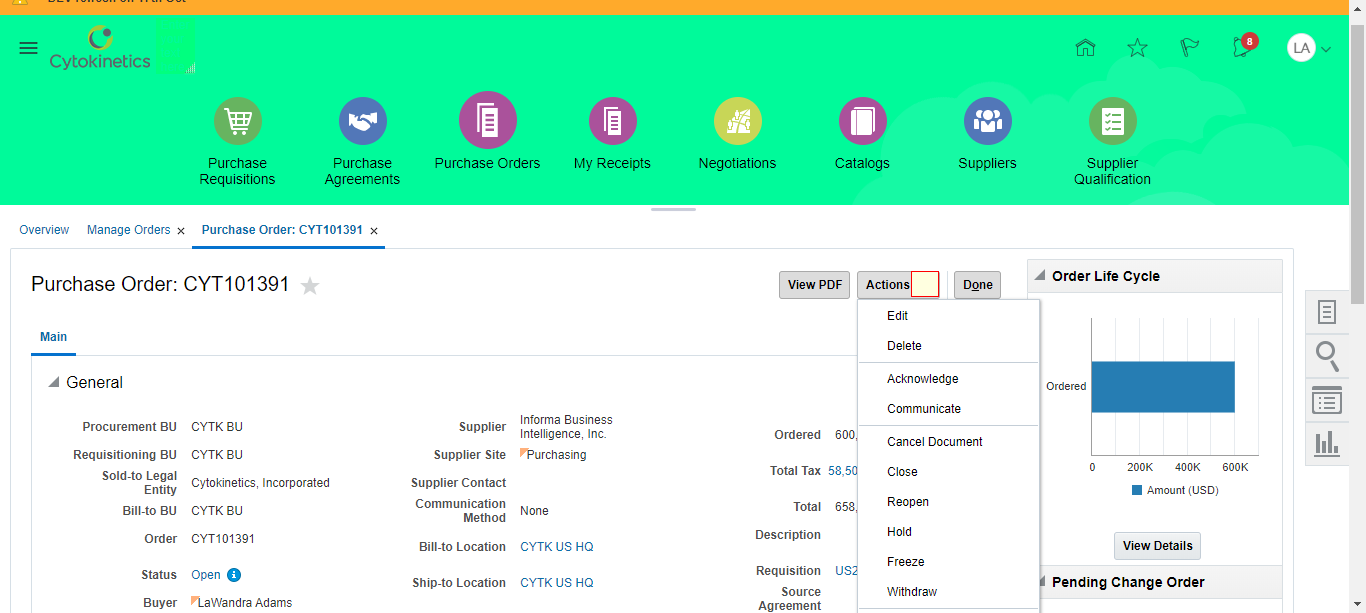 Cytokinetics
8
LA
Purchase
Requisitions
Purchase
Agreements
Purchase Orders
My Receipts
Negotiations
Catalogs
Suppliers
Supplier
Qualification
Overview
Manage Orders ×
Purchase Order: CYT101391 ×
Purchase Order: CYT101391
View PDF
Actions
Done
Edit
Delete
Acknowledge
Communicate
Cancel Document
Close
Reopen
Hold
Freeze
Withdraw
Main
General
Procurement BU CYTK BU
Requisitioning BU CYTK BU
Sold-to Legal
Entity
Cytokinetics, Incorporated
Bill-to BU CYTK BU
Order CYT101391
Status Open
Buyer LaWandra Adams
Supplier
Informa Business
Intelligence, Inc.
Supplier Site Purchasing
Supplier Contact
Communication
Method
None
Bill-to Location CYTK US HQ
Ship-to Location CYTK US HQ
Ordered 600,
Total Tax 58,50
Total 658,
Description
Requisition US2
Source
Agreement
Order Life Cycle
Ordered
0 200K 400K 600K
Amount (USD)
View Details
Pending Change Order